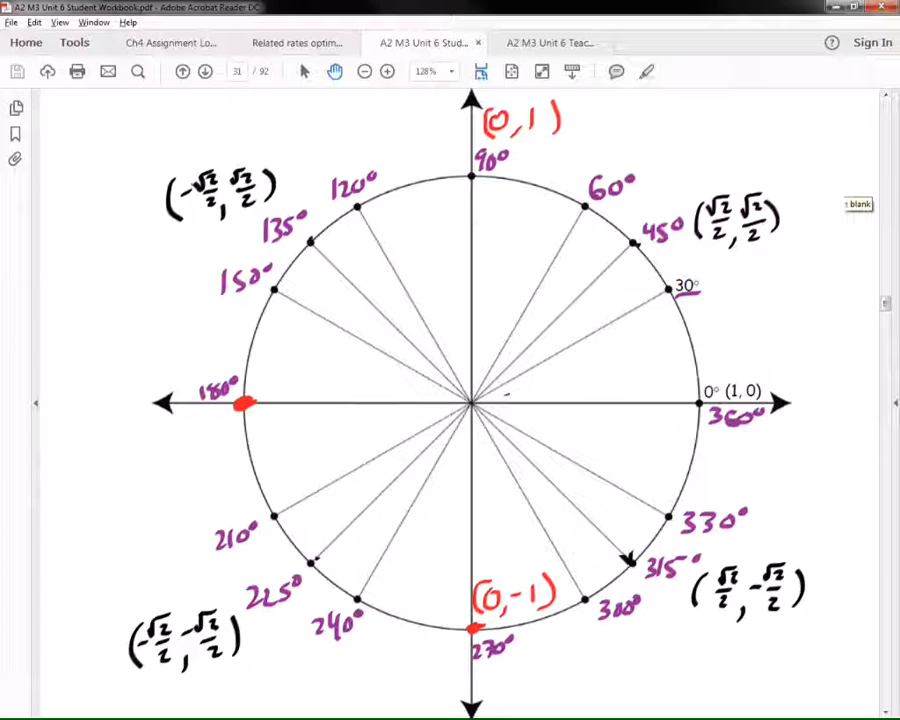 A2 M3 Unit 6 Student Workbook.pdf - Adobe Acrobat Reader DC
File Edit View Window Help
Home Tools Ch4 Assignment Lo... Related rates optim... A2 M3 Unit 6 Stud... × A2 M3 Unit 6 Teac... Sign In
31 / 92 128%
(0, 1)
90°
120°
60°
(-√2/2, √2/2)
135°
45° (√2/2, √2/2)
blank
150°
30°
180°
0° (1, 0)
360°
210°
330°
225°
315°
(0, -1)
(√2/2, -√2/2)
240°
300°
(-√2/2, -√2/2)
270°